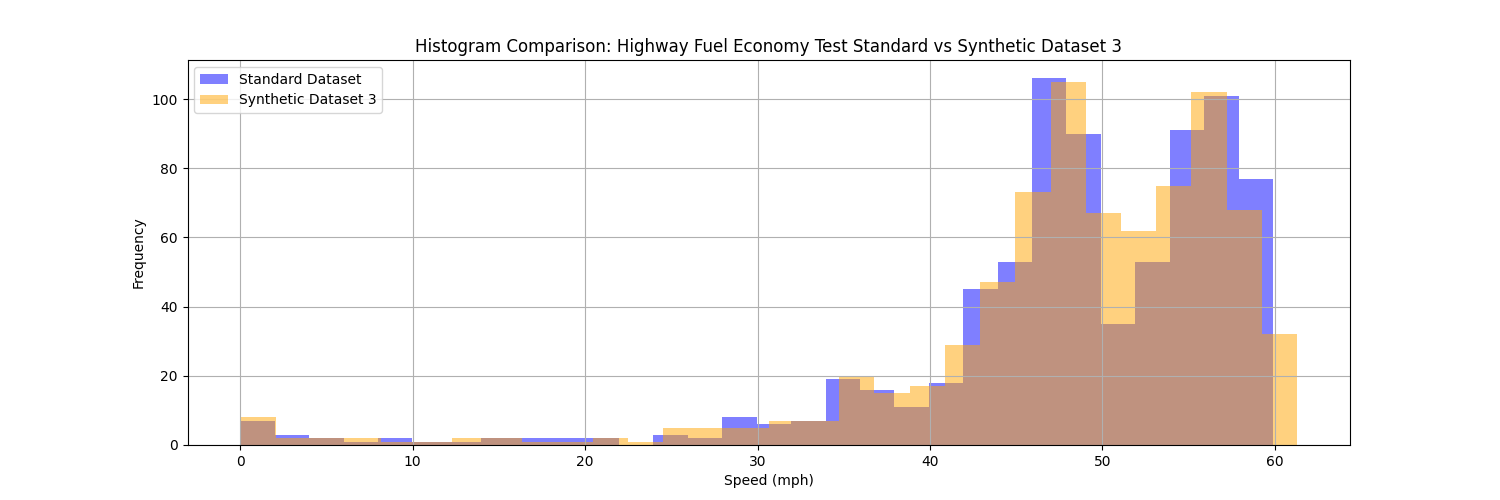 Histogram Comparison: Highway Fuel Economy Test Standard vs Synthetic Dataset 3
Standard Dataset
Synthetic Dataset 3
Frequency
100
80
60
40
20
0
0 10 20 30 40 50 60
Speed (mph)